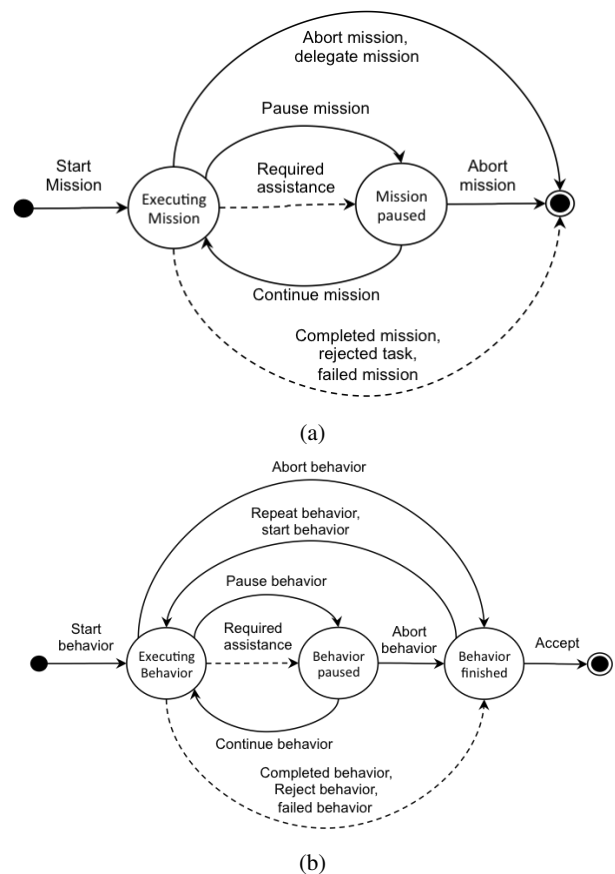 Abort mission,
delegate mission
Pause mission
Start
Mission
Required
assistance
Abort
mission
Executing
Mission
Mission
paused
Continue mission
Completed mission,
rejected task,
failed mission
(a)
Abort behavior
Repeat behavior,
start behavior
Pause behavior
Start
behavior
Required
assistance
Abort
behavior
Accept
Executing
Behavior
Behavior
paused
Behavior
finished
Continue behavior
Completed behavior,
Reject behavior,
failed behavior
(b)